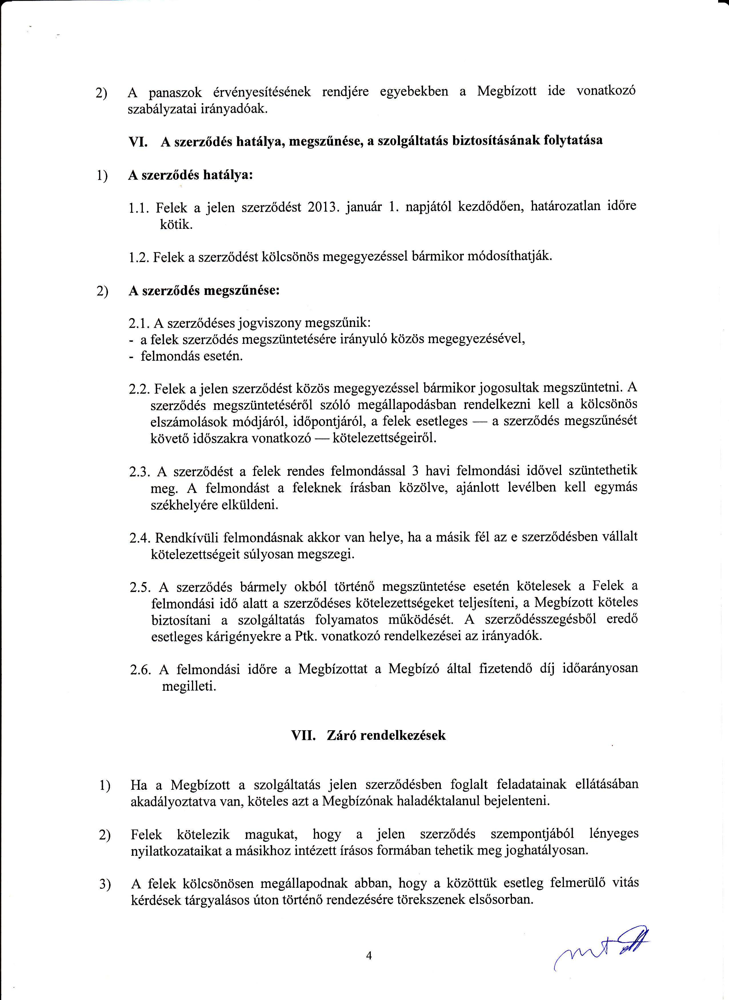 2) A panaszok érvényesítésének rendjére egyebekben a Megbízott ide vonatkozó
szabályzatai irányadóak.
VI. A szerződés hatálya, megszűnése, a szolgáltatás biztosításának folytatása
1) A szerződés hatálya:
1.1. Felek a jelen szerződést 2013. január 1. napjától kezdődően, határozatlan időre
kötik.
1.2. Felek a szerződést kölcsönös megegyezéssel bármikor módosíthatják.
2) A szerződés megszűnése:
2.1. A szerződéses jogviszony megszűnik:
- a felek szerződés megszüntetésére irányuló közös megegyezésével,
- felmondás esetén.
2.2. Felek a jelen szerződést közös megegyezéssel bármikor jogosultak megszüntetni. A
szerződés megszüntetéséről szóló megállapodásban rendelkezni kell a kölcsönös
elszámolások módjáról, időpontjáról, a felek esetleges — a szerződés megszűnését
követő időszakra vonatkozó — kötelezettségeiről.
2.3. A szerződést a felek rendes felmondással 3 havi felmondási idővel szüntethetik
meg. A felmondást a feleknek írásban közölve, ajánlott levélben kell egymás
székhelyére elküldeni.
2.4. Rendkívüli felmondásnak akkor van helye, ha a másik fél az e szerződésben vállalt
kötelezettségeit súlyosan megszegi.
2.5. A szerződés bármely okból történő megszüntetése esetén kötelesek a Felek a
felmondási idő alatt a szerződéses kötelezettségeket teljesíteni, a Megbízott köteles
biztosítani a szolgáltatás folyamatos működését. A szerződésszegésből eredő
esetleges kárigényekre a Ptk. vonatkozó rendelkezései az irányadók.
2.6. A felmondási időre a Megbízottat a Megbízó által fizetendő díj időarányosan
megilleti.
VII. Záró rendelkezések
1) Ha a Megbízott a szolgáltatás jelen szerződésben foglalt feladatainak ellátásában
akadályoztatva van, köteles azt a Megbízónak haladéktalanul bejelenteni.
2) Felek kötelezik magukat, hogy a jelen szerződés szempontjából lényeges
nyilatkozataikat a másikhoz intézett írásos formában tehetik meg joghatályosan.
3) A felek kölcsönösen megállapodnak abban, hogy a közöttük esetleg felmerülő vitás
kérdések tárgyalásos úton történő rendezésére törekszenek elsősorban.
4